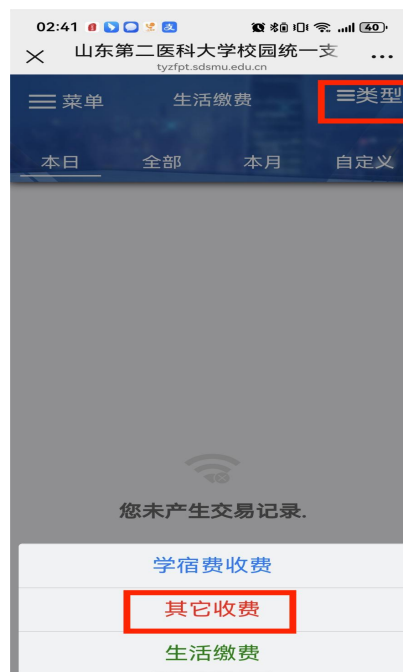 02:41 40
山东第二医科大学校园统一支
tyzfpt.sdsmu.edu.cn
菜单 生活缴费 类型
本日 全部 本月 自定义
您未产生交易记录.
学宿费收费
其它收费
生活缴费